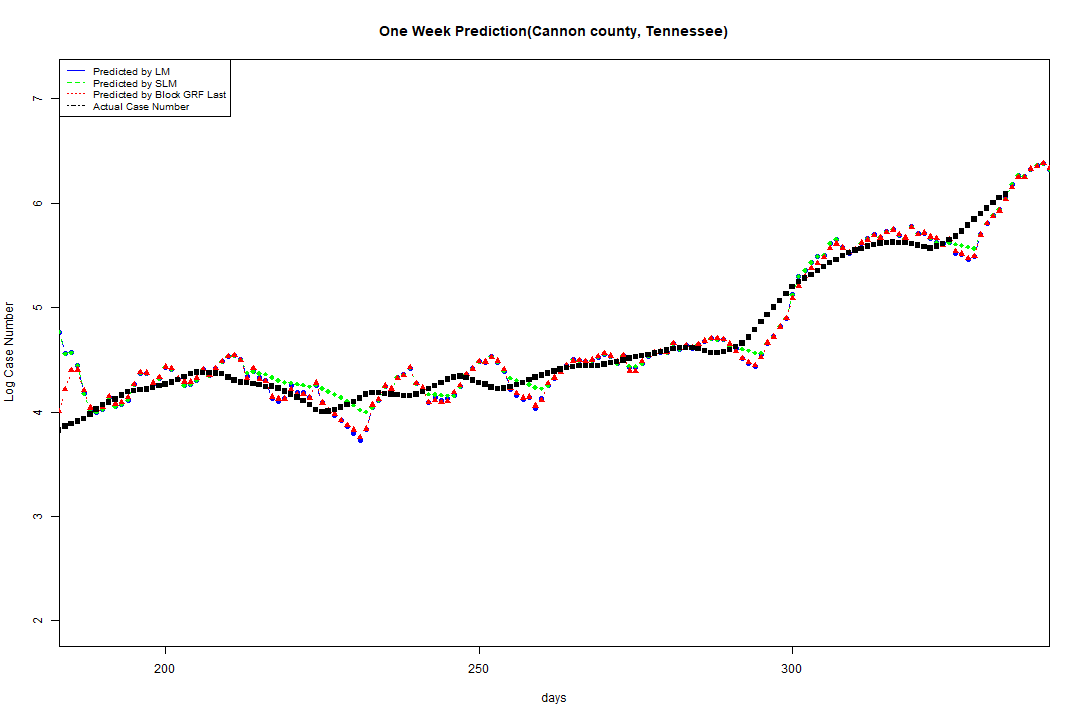 One Week Prediction(Cannon county, Tennessee)
Predicted by LM
Predicted by SLM
Predicted by Block GRF Last
Actual Case Number
7
6
5
4
3
2
Log Case Number
200
250
300
days